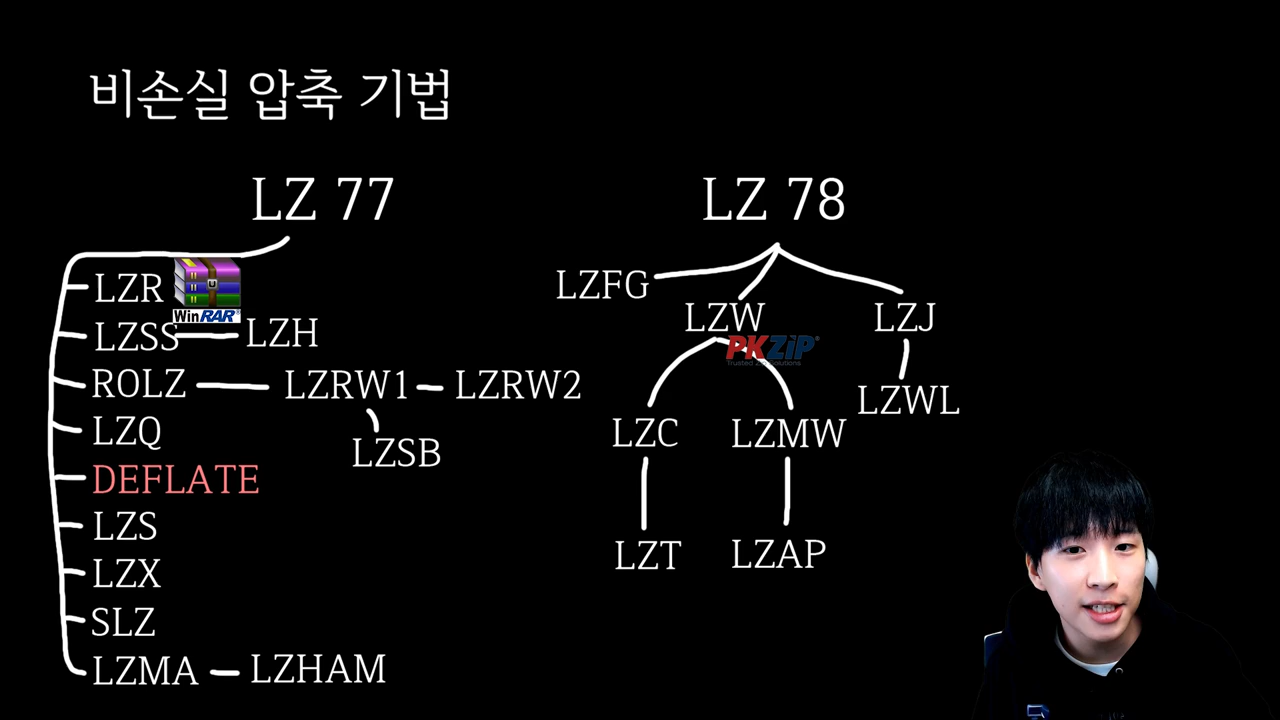 비손실 압축 기법
LZ 77
LZR
WinRAR®
LZSS
LZH
ROLZ
LZRW1
LZRW2
LZSB
LZQ
DEFLATE
LZS
LZX
SLZ
LZMA
LZHAM
LZ 78
LZFG
LZW
PKZIP®
LZJ
LZWL
LZC
LZMW
LZT
LZAP